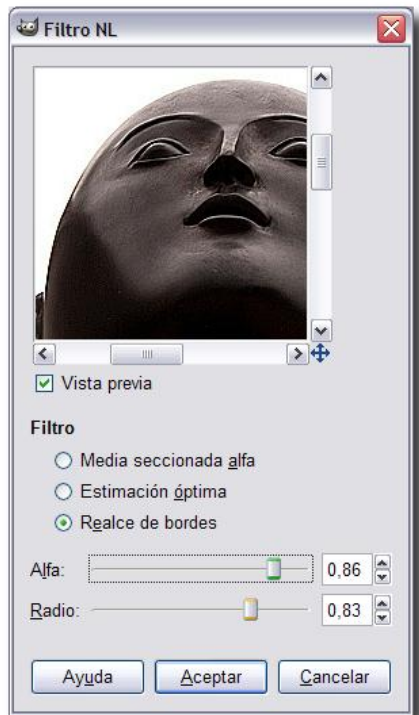 Filtro NL
Vista previa
Filtro
Media seccionada alfa
Estimación óptima
Realce de bordes
Alfa: 0,86
Radio: 0,83
Ayuda Aceptar Cancelar